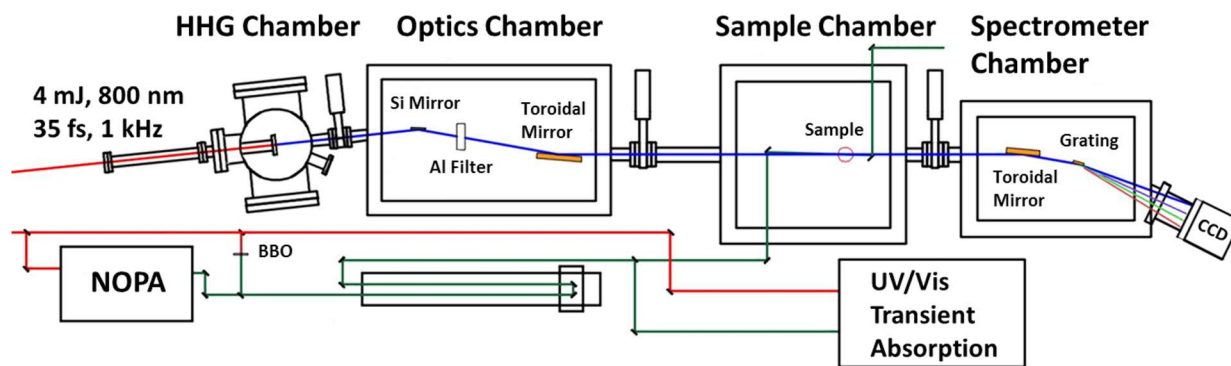 HHG Chamber
Optics Chamber
Sample Chamber
Spectrometer
Chamber
4 mJ, 800 nm
35 fs, 1 kHz
Si Mirror
Toroidal
Mirror
Al Filter
Sample
Grating
Toroidal
Mirror
CCD
BBO
NOPA
UV/Vis
Transient
Absorption